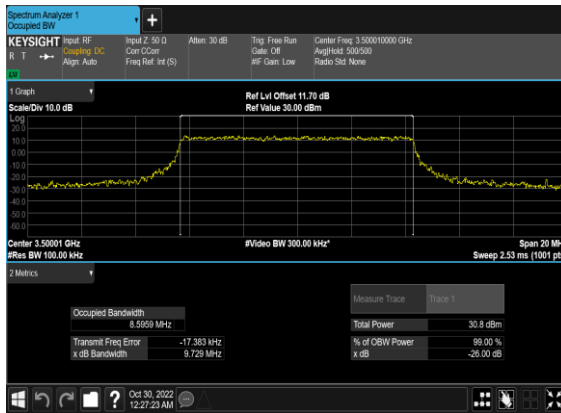 Spectrum Analyzer 1
Occupied BW
KEYSIGHT
R T
LXI
Input: RF
Coupling: DC
Align: Auto
Input Z: 50 Ω
Corr CCorr
Freq Ref: Int (S)
Atten: 30 dB
Trig: Free Run
Gate: Off
#IF Gain: Low
Center Freq: 3.500010000 GHz
Avg|Hold: 500/500
Radio Std: None
1 Graph
Scale/Div 10.0 dB
Ref Lvl Offset 11.70 dB
Ref Value 30.00 dBm
Log
20.0
10.0
0.00
-10.0
-20.0
-30.0
-40.0
-50.0
-60.0
Center 3.50001 GHz
#Res BW 100.00 kHz
#Video BW 300.00 kHz*
Span 20 MH
Sweep 2.53 ms (1001 pt
2 Metrics
Measure Trace
Trace 1
Occupied Bandwidth
8.5959 MHz
Total Power
30.8 dBm
Transmit Freq Error
-17.383 kHz
% of OBW Power
99.00 %
x dB Bandwidth
9.729 MHz
x dB
-26.00 dB
Oct 30, 2022
12:27:23 AM